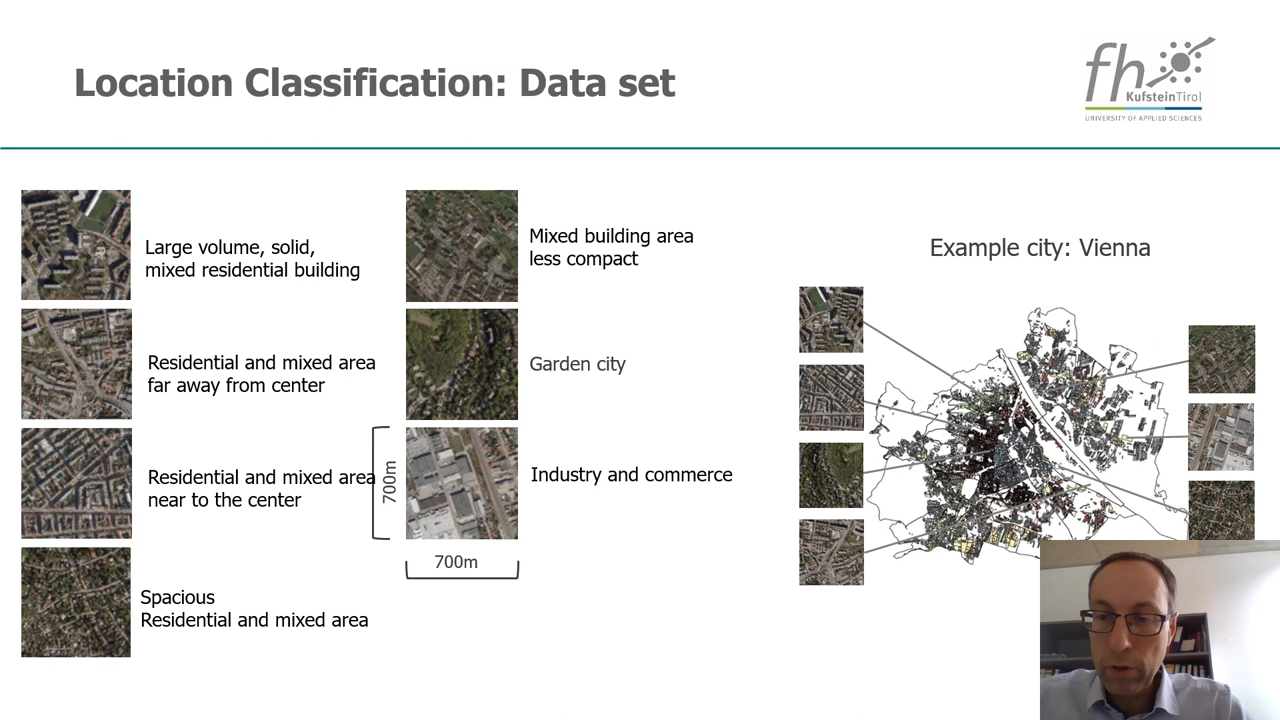 Location Classification: Data set
fh
KufsteinTirol
UNIVERSITY OF APPLIED SCIENCES
Large volume, solid,
mixed residential building
Residential and mixed area
far away from center
Residential and mixed area
near to the center
Spacious
Residential and mixed area
Mixed building area
less compact
Garden city
700m
Industry and commerce
700m
Example city: Vienna